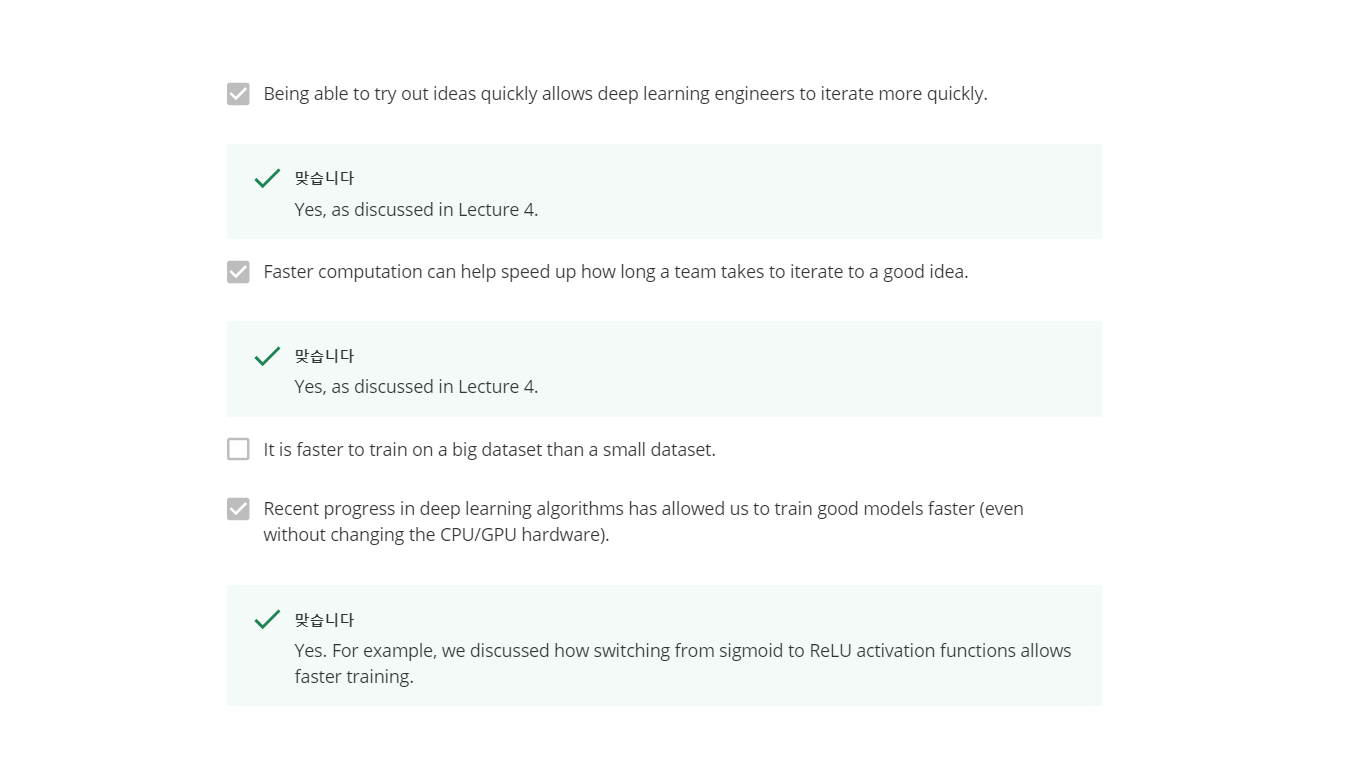 Being able to try out ideas quickly allows deep learning engineers to iterate more quickly.
맞습니다
Yes, as discussed in Lecture 4.
Faster computation can help speed up how long a team takes to iterate to a good idea.
맞습니다
Yes, as discussed in Lecture 4.
It is faster to train on a big dataset than a small dataset.
Recent progress in deep learning algorithms has allowed us to train good models faster (even
without changing the CPU/GPU hardware).
맞습니다
Yes. For example, we discussed how switching from sigmoid to ReLU activation functions allows
faster training.